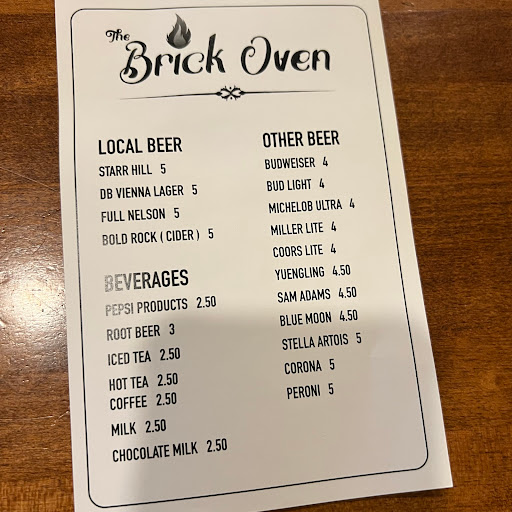 The Brick Oven
LOCAL BEER
STARR HILL 5
DB VIENNA LAGER 5
FULL NELSON 5
BOLD ROCK ( CIDER ) 5
BEVERAGES
PEPSI PRODUCTS 2.50
ROOT BEER 3
ICED TEA 2.50
HOT TEA 2.50
COFFEE 2.50
MILK 2.50
CHOCOLATE MILK 2.50
OTHER BEER
BUDWEISER 4
BUD LIGHT 4
MICHELOB ULTRA 4
MILLER LITE 4
COORS LITE 4
YUENGLING 4.50
SAM ADAMS 4.50
BLUE MOON 4.50
STELLA ARTOIS 5
CORONA 5
PERONI 5